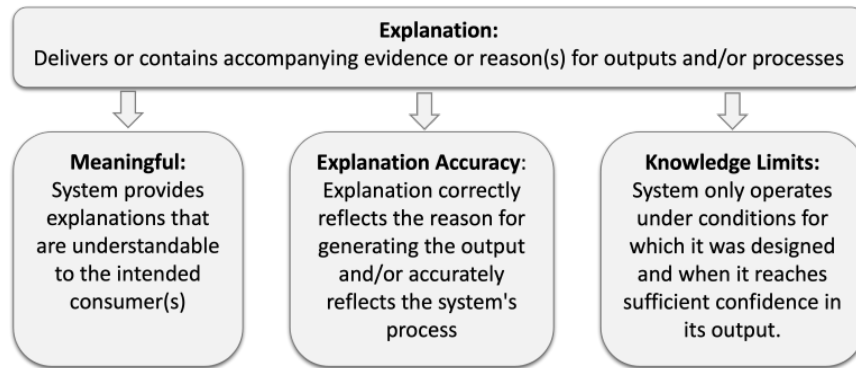 Explanation:
Delivers or contains accompanying evidence or reason(s) for outputs and/or processes
Meaningful:
System provides
explanations that
are understandable
to the intended
consumer(s)
Explanation Accuracy:
Explanation correctly
reflects the reason for
generating the output
and/or accurately
reflects the system's
process
Knowledge Limits:
System only operates
under conditions for
which it was designed
and when it reaches
sufficient confidence in
its output.